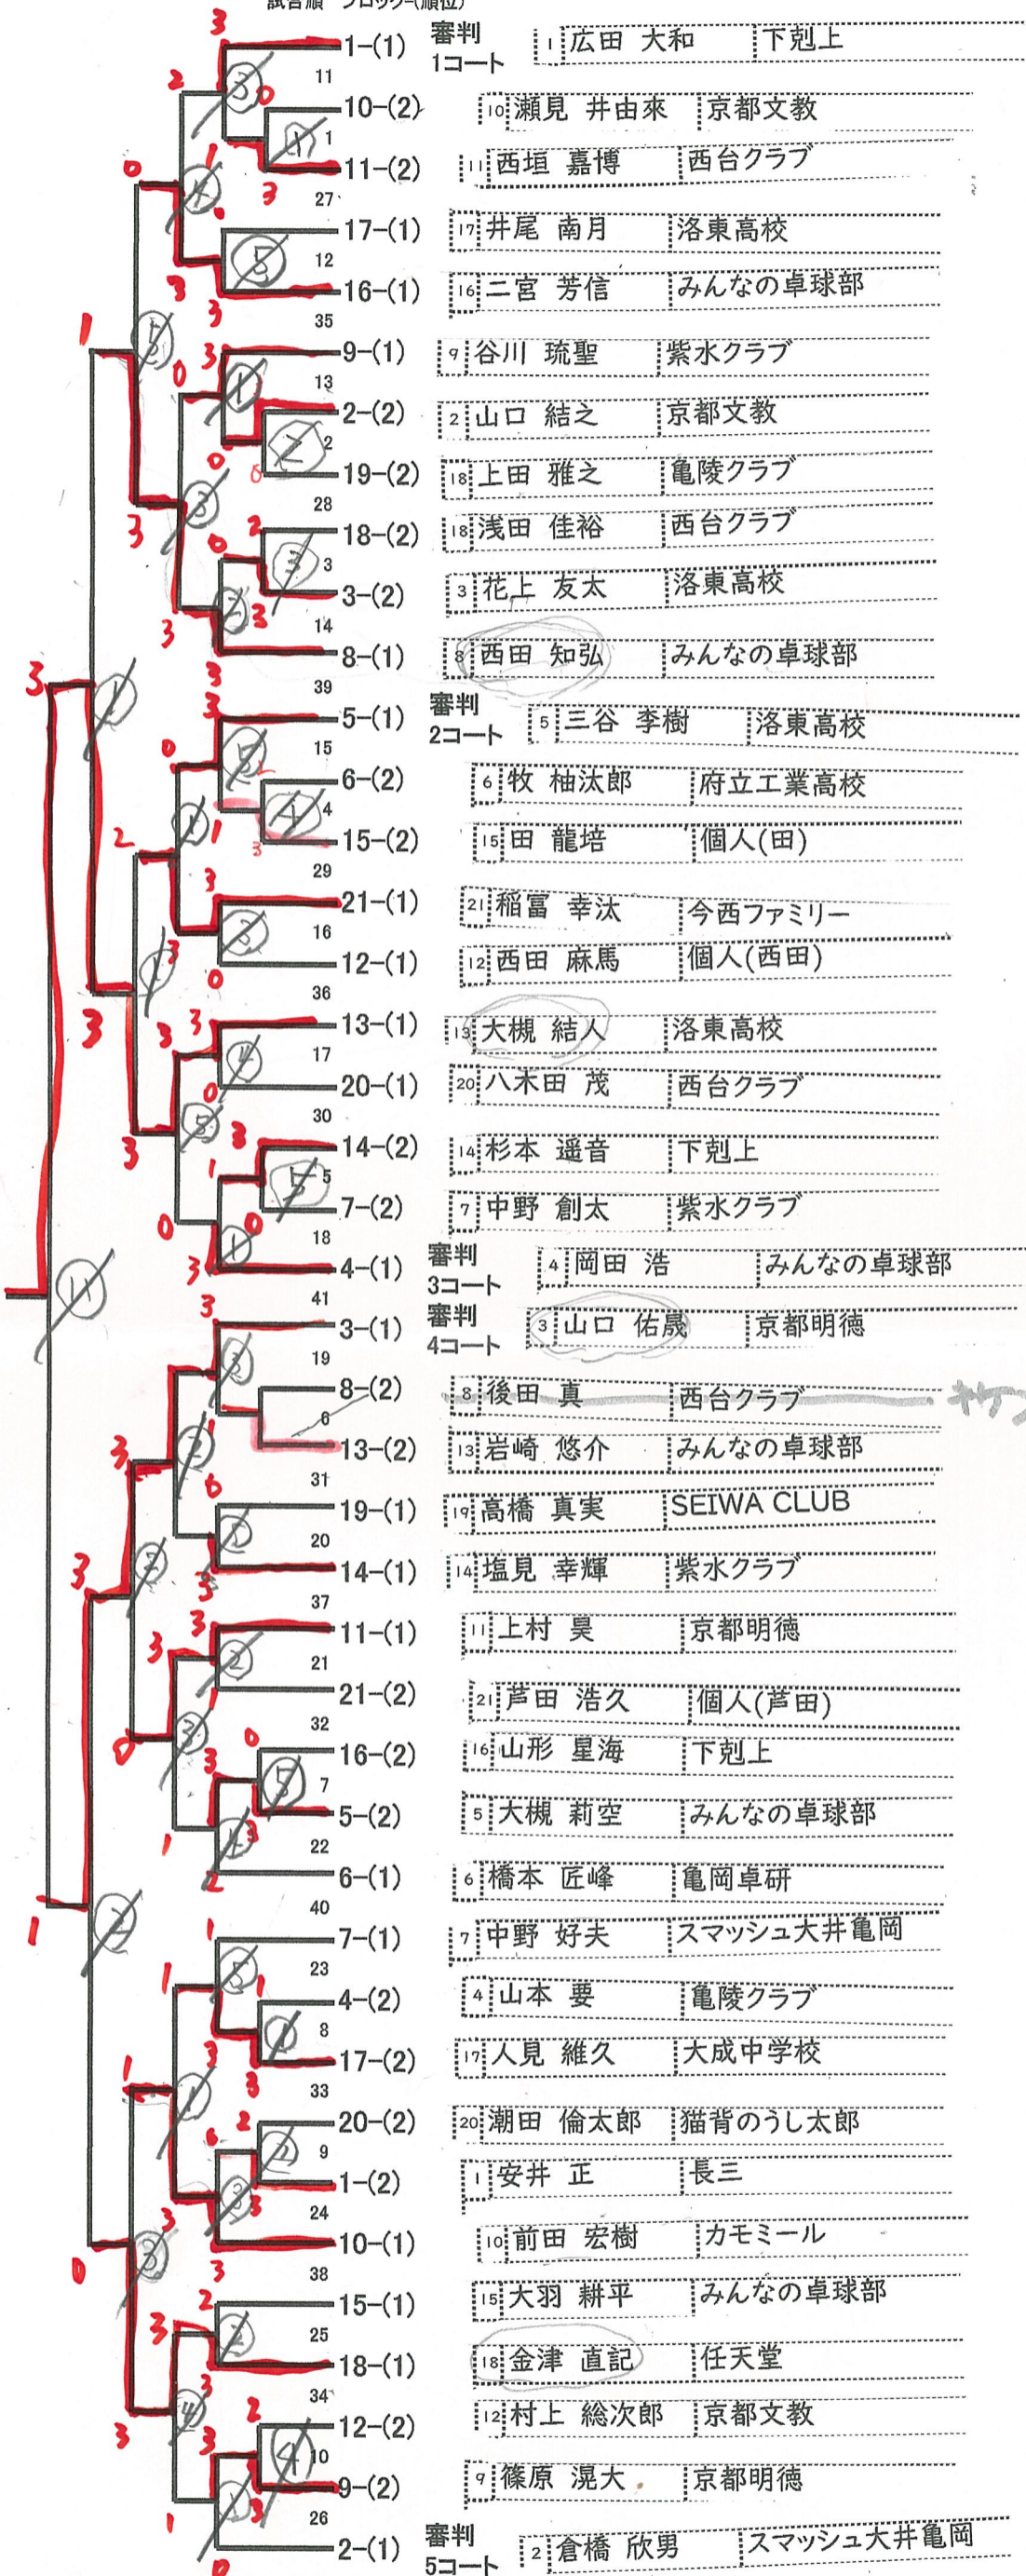 試合順 ブロック-(順位)
1-(1) 審判 1コート 1 広田 大和 下剋上
11
10-(2) 10 瀬見 井由來 京都文教
1
11-(2) 11 西垣 嘉博 西台クラブ
27
17-(1) 17 井尾 南月 洛東高校
12
16-(1) 16 二宮 芳信 みんなの卓球部
35
9-(1) 9 谷川 琉聖 紫水クラブ
13
2-(2) 2 山口 結之 京都文教
2
19-(2) 18 上田 雅之 亀陵クラブ
28
18-(2) 18 浅田 佳裕 西台クラブ
3
3-(2) 3 花上 友太 洛東高校
14
8-(1) 8 西田 知弘 みんなの卓球部
39
5-(1) 審判 2コート 5 三谷 李樹 洛東高校
15
6-(2) 6 牧 柚汰郎 府立工業高校
4
15-(2) 15 田 龍培 個人(田)
29
21-(1) 21 稲冨 幸汰 今西ファミリー
16
12-(1) 12 西田 麻馬 個人(西田)
36
13-(1) 13 大槻 結人 洛東高校
17
20-(1) 20 八木田 茂 西台クラブ
30
14-(2) 14 杉本 遥音 下剋上
5
7-(2) 7 中野 創太 紫水クラブ
18
4-(1) 審判 3コート 4 岡田 浩 みんなの卓球部
41
3-(1) 審判 4コート 3 山口 佑晟 京都明徳
19
8-(2) 8 後田 真 西台クラブ キケン
6
13-(2) 13 岩崎 悠介 みんなの卓球部
31
19-(1) 19 高橋 真実 SEIWA CLUB
20
14-(1) 14 塩見 幸輝 紫水クラブ
37
11-(1) 11 上村 昊 京都明徳
21
21-(2) 21 芦田 浩久 個人(芦田)
32
16-(2) 16 山形 星海 下剋上
7
5-(2) 5 大槻 莉空 みんなの卓球部
22
6-(1) 6 橋本 匠峰 亀岡卓研
40
7-(1) 7 中野 好夫 スマッシュ大井亀岡
23
4-(2) 4 山本 要 亀陵クラブ
8
17-(2) 17 人見 維久 大成中学校
33
20-(2) 20 潮田 倫太郎 猫背のうし太郎
9
1-(2) 1 安井 正 長三
24
10-(1) 10 前田 宏樹 カモミール
38
15-(1) 15 大羽 耕平 みんなの卓球部
25
18-(1) 18 金津 直記 任天堂
34
12-(2) 12 村上 総次郎 京都文教
10
9-(2) 9 篠原 滉大 京都明徳
26
2-(1) 審判 5コート 2 倉橋 欣男 スマッシュ大井亀岡